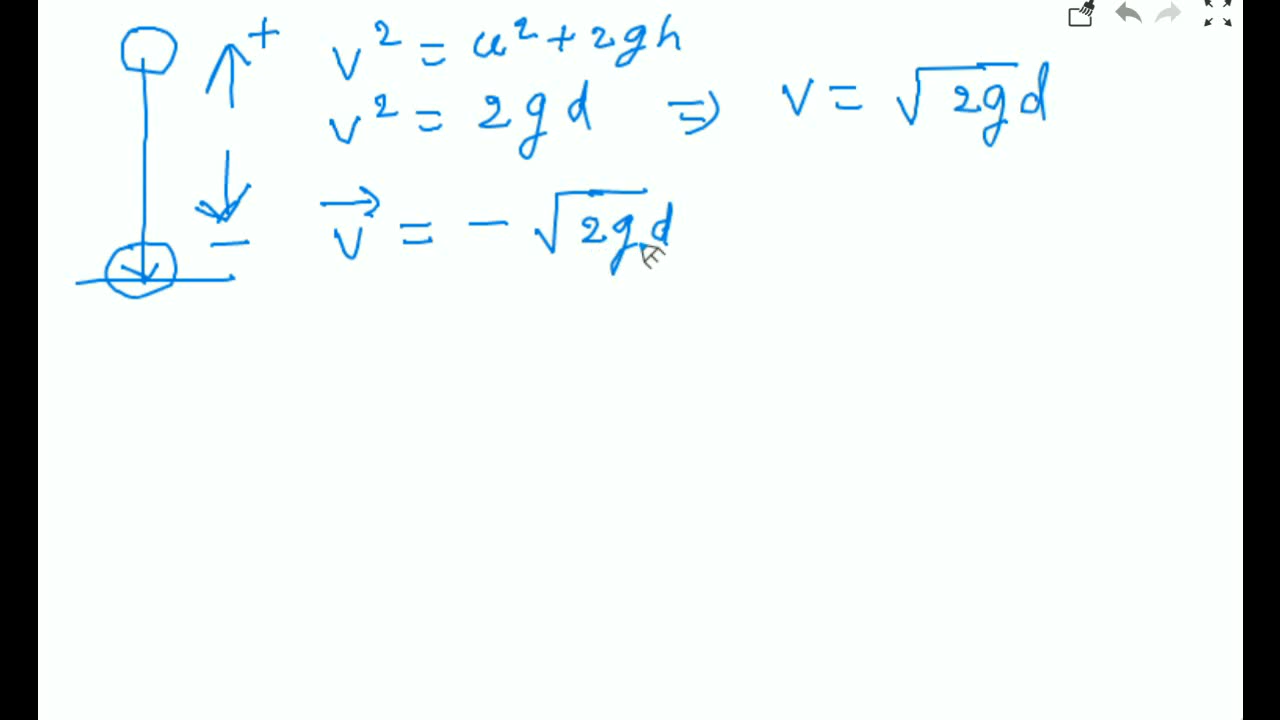 +
v² = u² + 2gh
v² = 2gd ⇒ v = √2gd
−
v⃗ = − √2gd